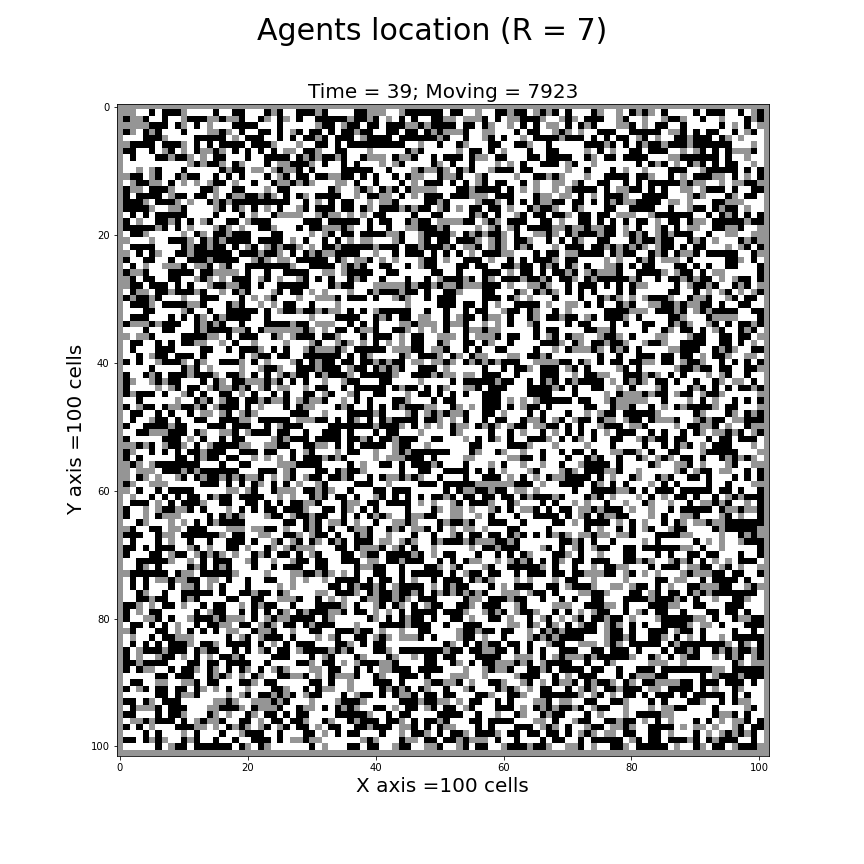 Agents location (R = 7)
Time = 39; Moving = 7923
0
20
40
60
80
100
Y axis =100 cells
0 20 40 60 80 100
X axis =100 cells